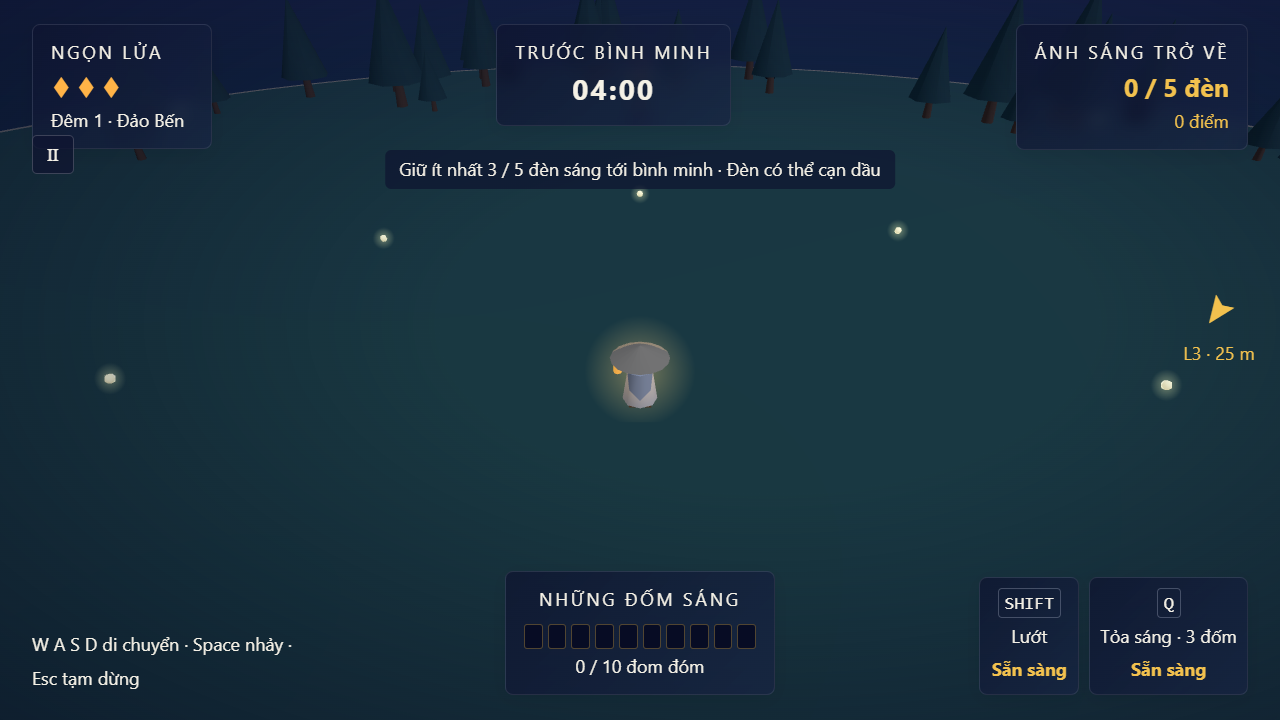 NGỌN LỬA
Đêm 1 · Đảo Bến
II
TRƯỚC BÌNH MINH
04:00
ÁNH SÁNG TRỞ VỀ
0 / 5 đèn
0 điểm
Giữ ít nhất 3 / 5 đèn sáng tới bình minh · Đèn có thể cạn dầu
L3 · 25 m
W A S D di chuyển · Space nhảy ·
Esc tạm dừng
NHỮNG ĐỐM SÁNG
0 / 10 đom đóm
SHIFT
Lướt
Sẵn sàng
Q
Tỏa sáng · 3 đốm
Sẵn sàng